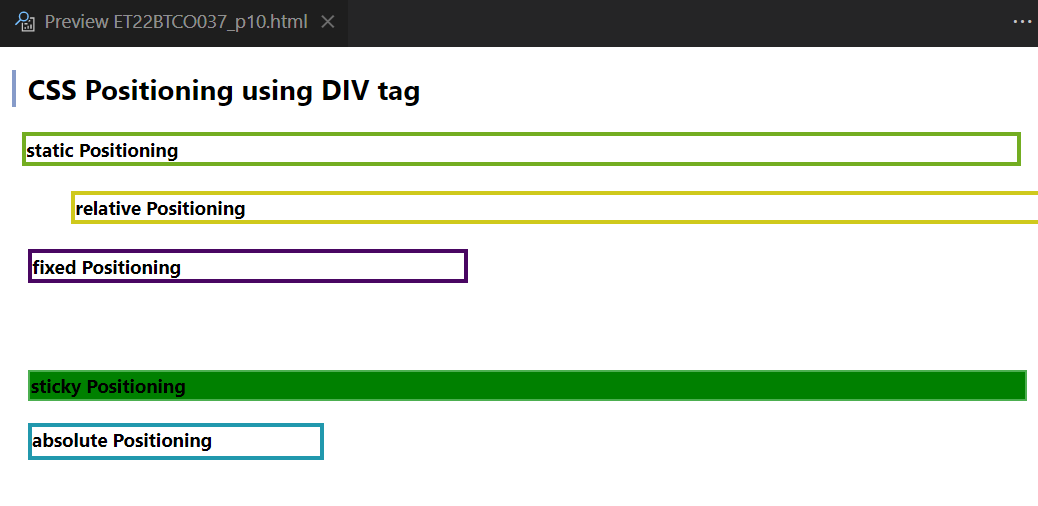 Preview ET22BTCO037_p10.html
CSS Positioning using DIV tag
static Positioning
relative Positioning
fixed Positioning
sticky Positioning
absolute Positioning